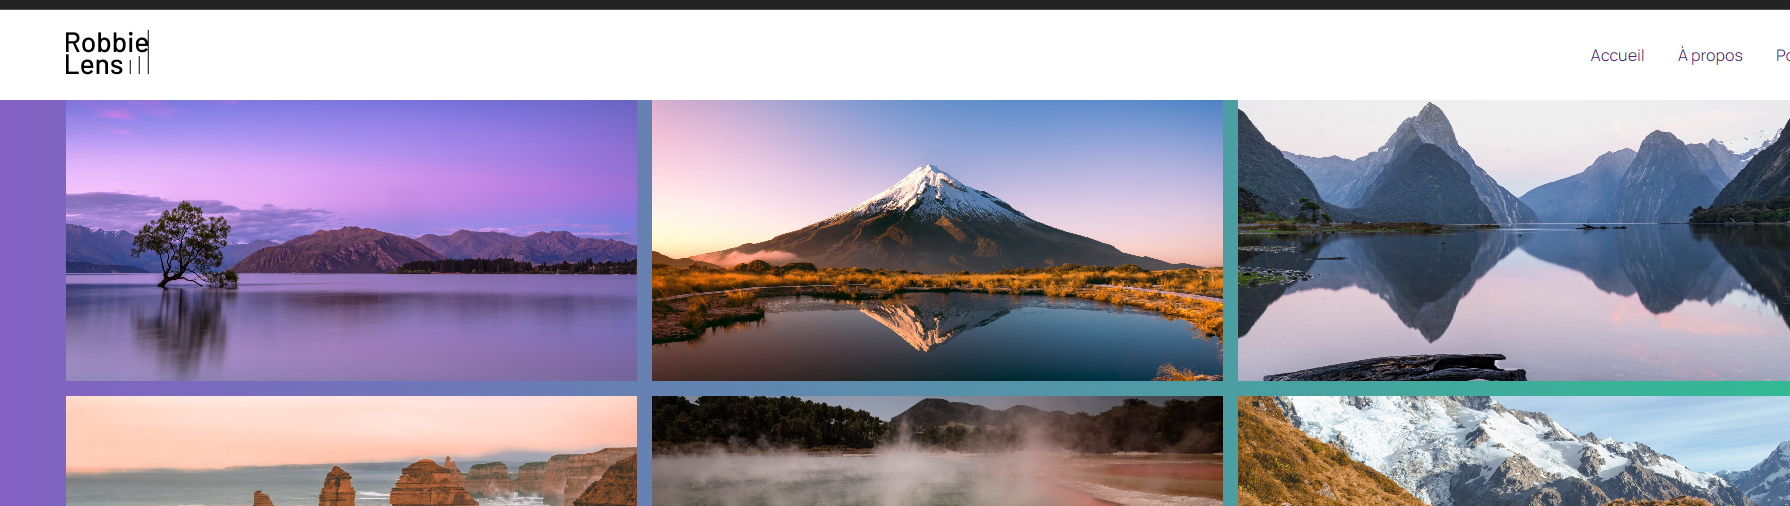 Robbie
Lens
Accueil À propos